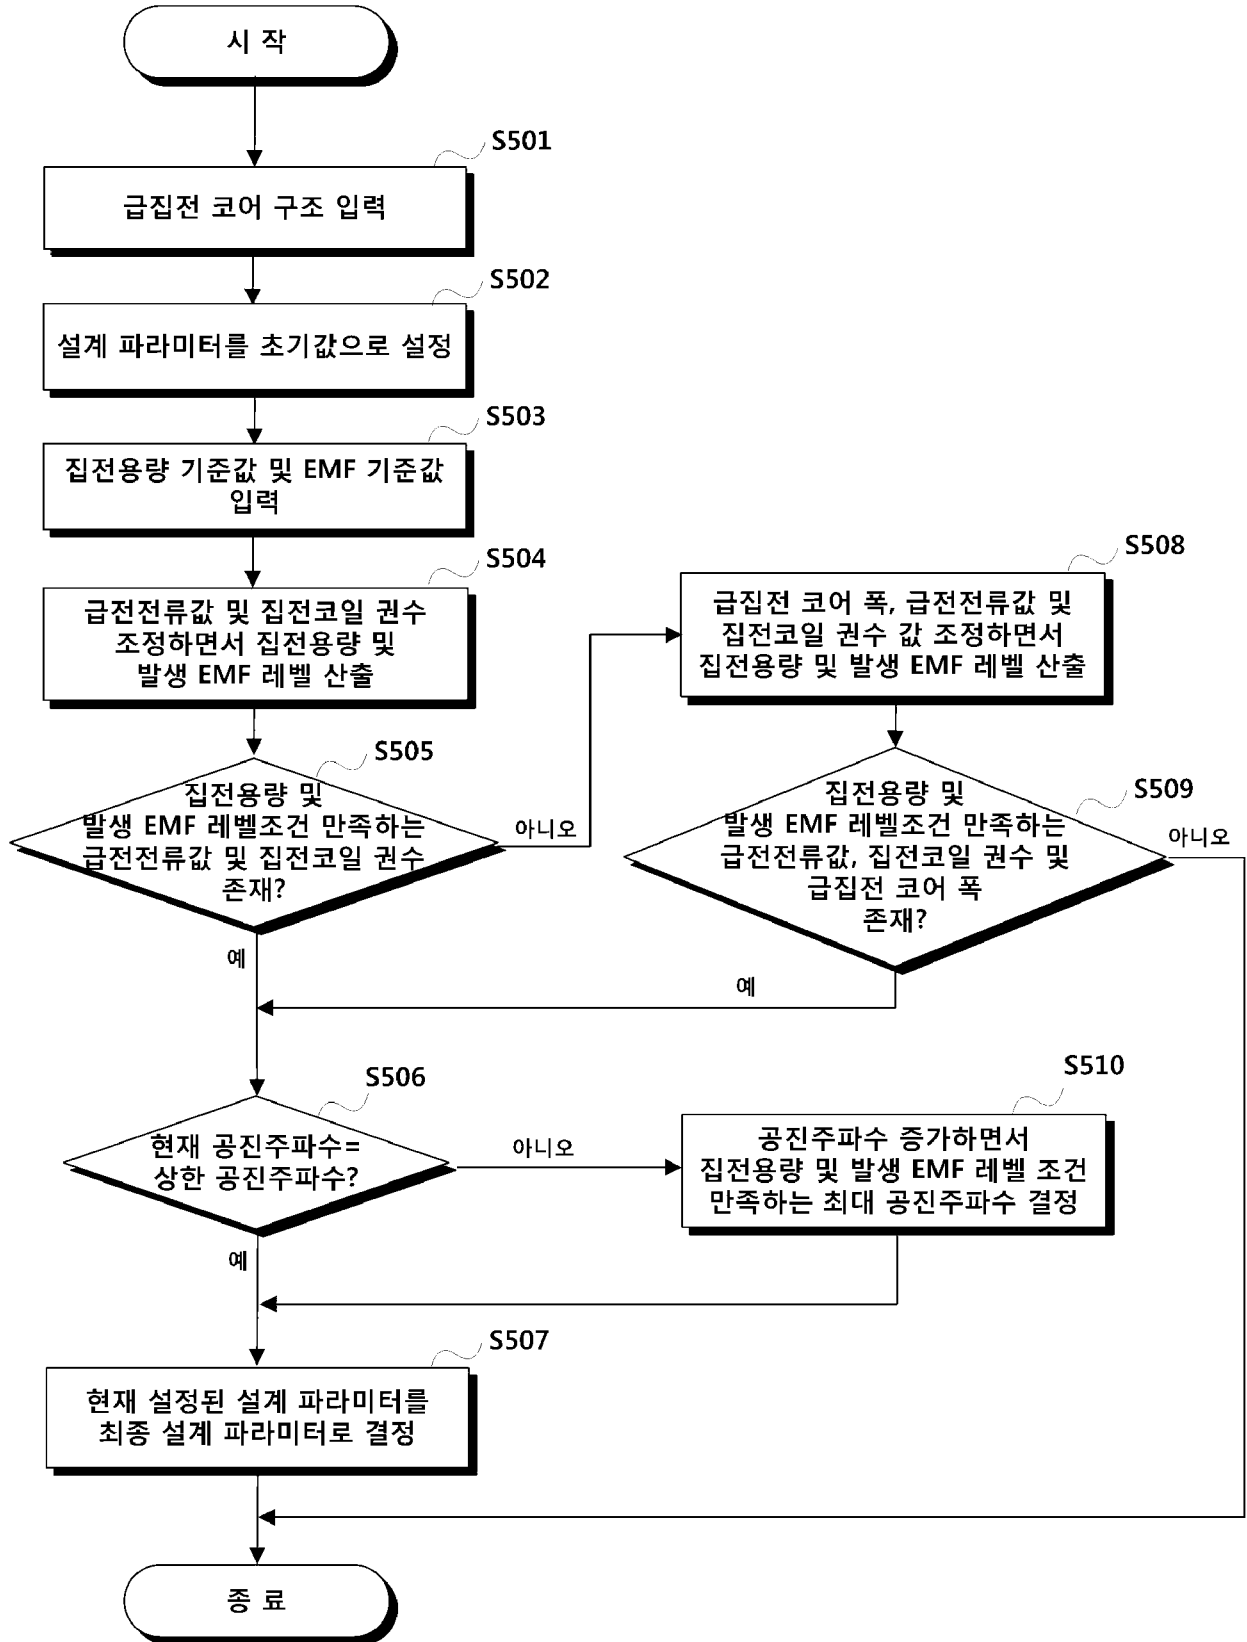 시 작
S501
급집전 코어 구조 입력
S502
설계 파라미터를 초기값으로 설정
S503
집전용량 기준값 및 EMF 기준값
입력
S504
급전전류값 및 집전코일 권수
조정하면서 집전용량 및
발생 EMF 레벨 산출
S505
집전용량 및
발생 EMF 레벨조건 만족하는
급전전류값 및 집전코일 권수
존재?
아니오
예
S508
급집전 코어 폭, 급전전류값 및
집전코일 권수 값 조정하면서
집전용량 및 발생 EMF 레벨 산출
S509
집전용량 및
발생 EMF 레벨조건 만족하는
급전전류값, 집전코일 권수 및
급집전 코어 폭
존재?
아니오
예
S506
현재 공진주파수=
상한 공진주파수?
아니오
예
S510
공진주파수 증가하면서
집전용량 및 발생 EMF 레벨 조건
만족하는 최대 공진주파수 결정
S507
현재 설정된 설계 파라미터를
최종 설계 파라미터로 결정
종 료